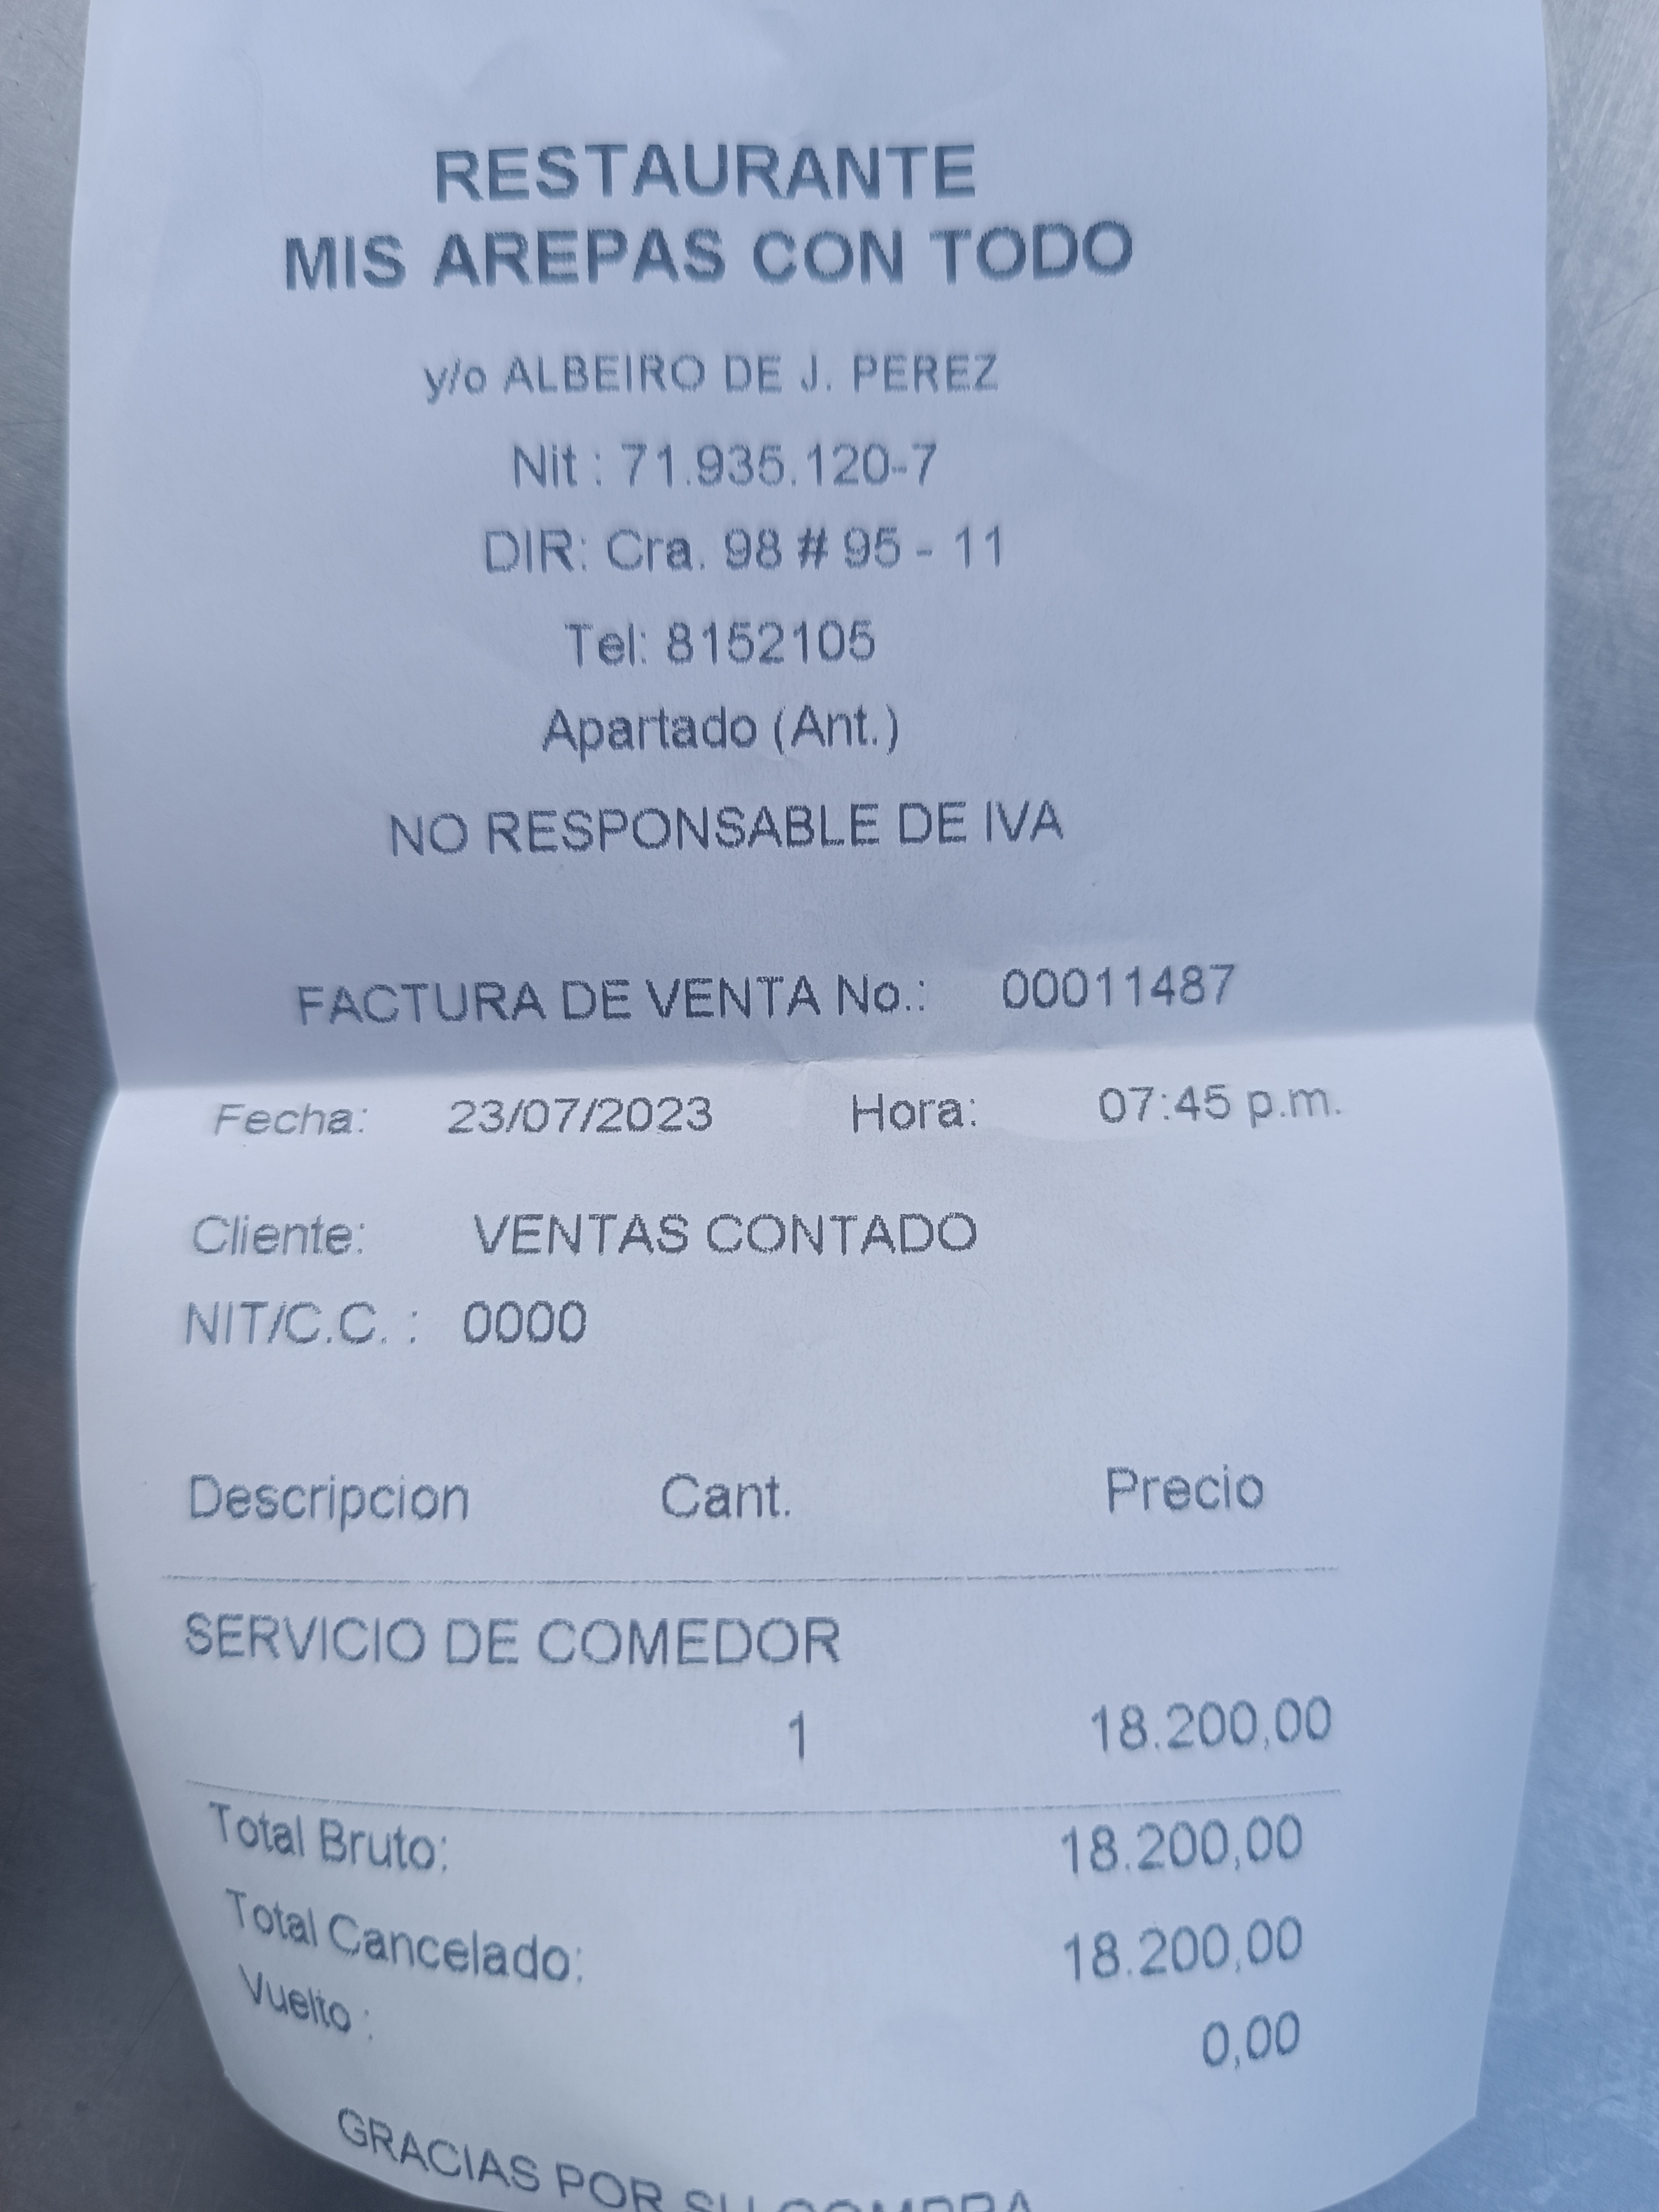 RESTAURANTE
MIS AREPAS CON TODO
y/o ALBEIRO DE J. PEREZ
Nit : 71.935.120-7
DIR: Cra. 98 # 95 - 11
Tel: 8152105
Apartado (Ant.)
NO RESPONSABLE DE IVA
FACTURA DE VENTA No.: 00011487
Fecha: 23/07/2023 Hora: 07:45 p.m.
Cliente: VENTAS CONTADO
NIT/C.C. : 0000
Descripcion Cant. Precio
SERVICIO DE COMEDOR
1 18.200,00
Total Bruto: 18.200,00
Total Cancelado: 18.200,00
Vuelto : 0,00
GRACIAS POR SU COMPRA